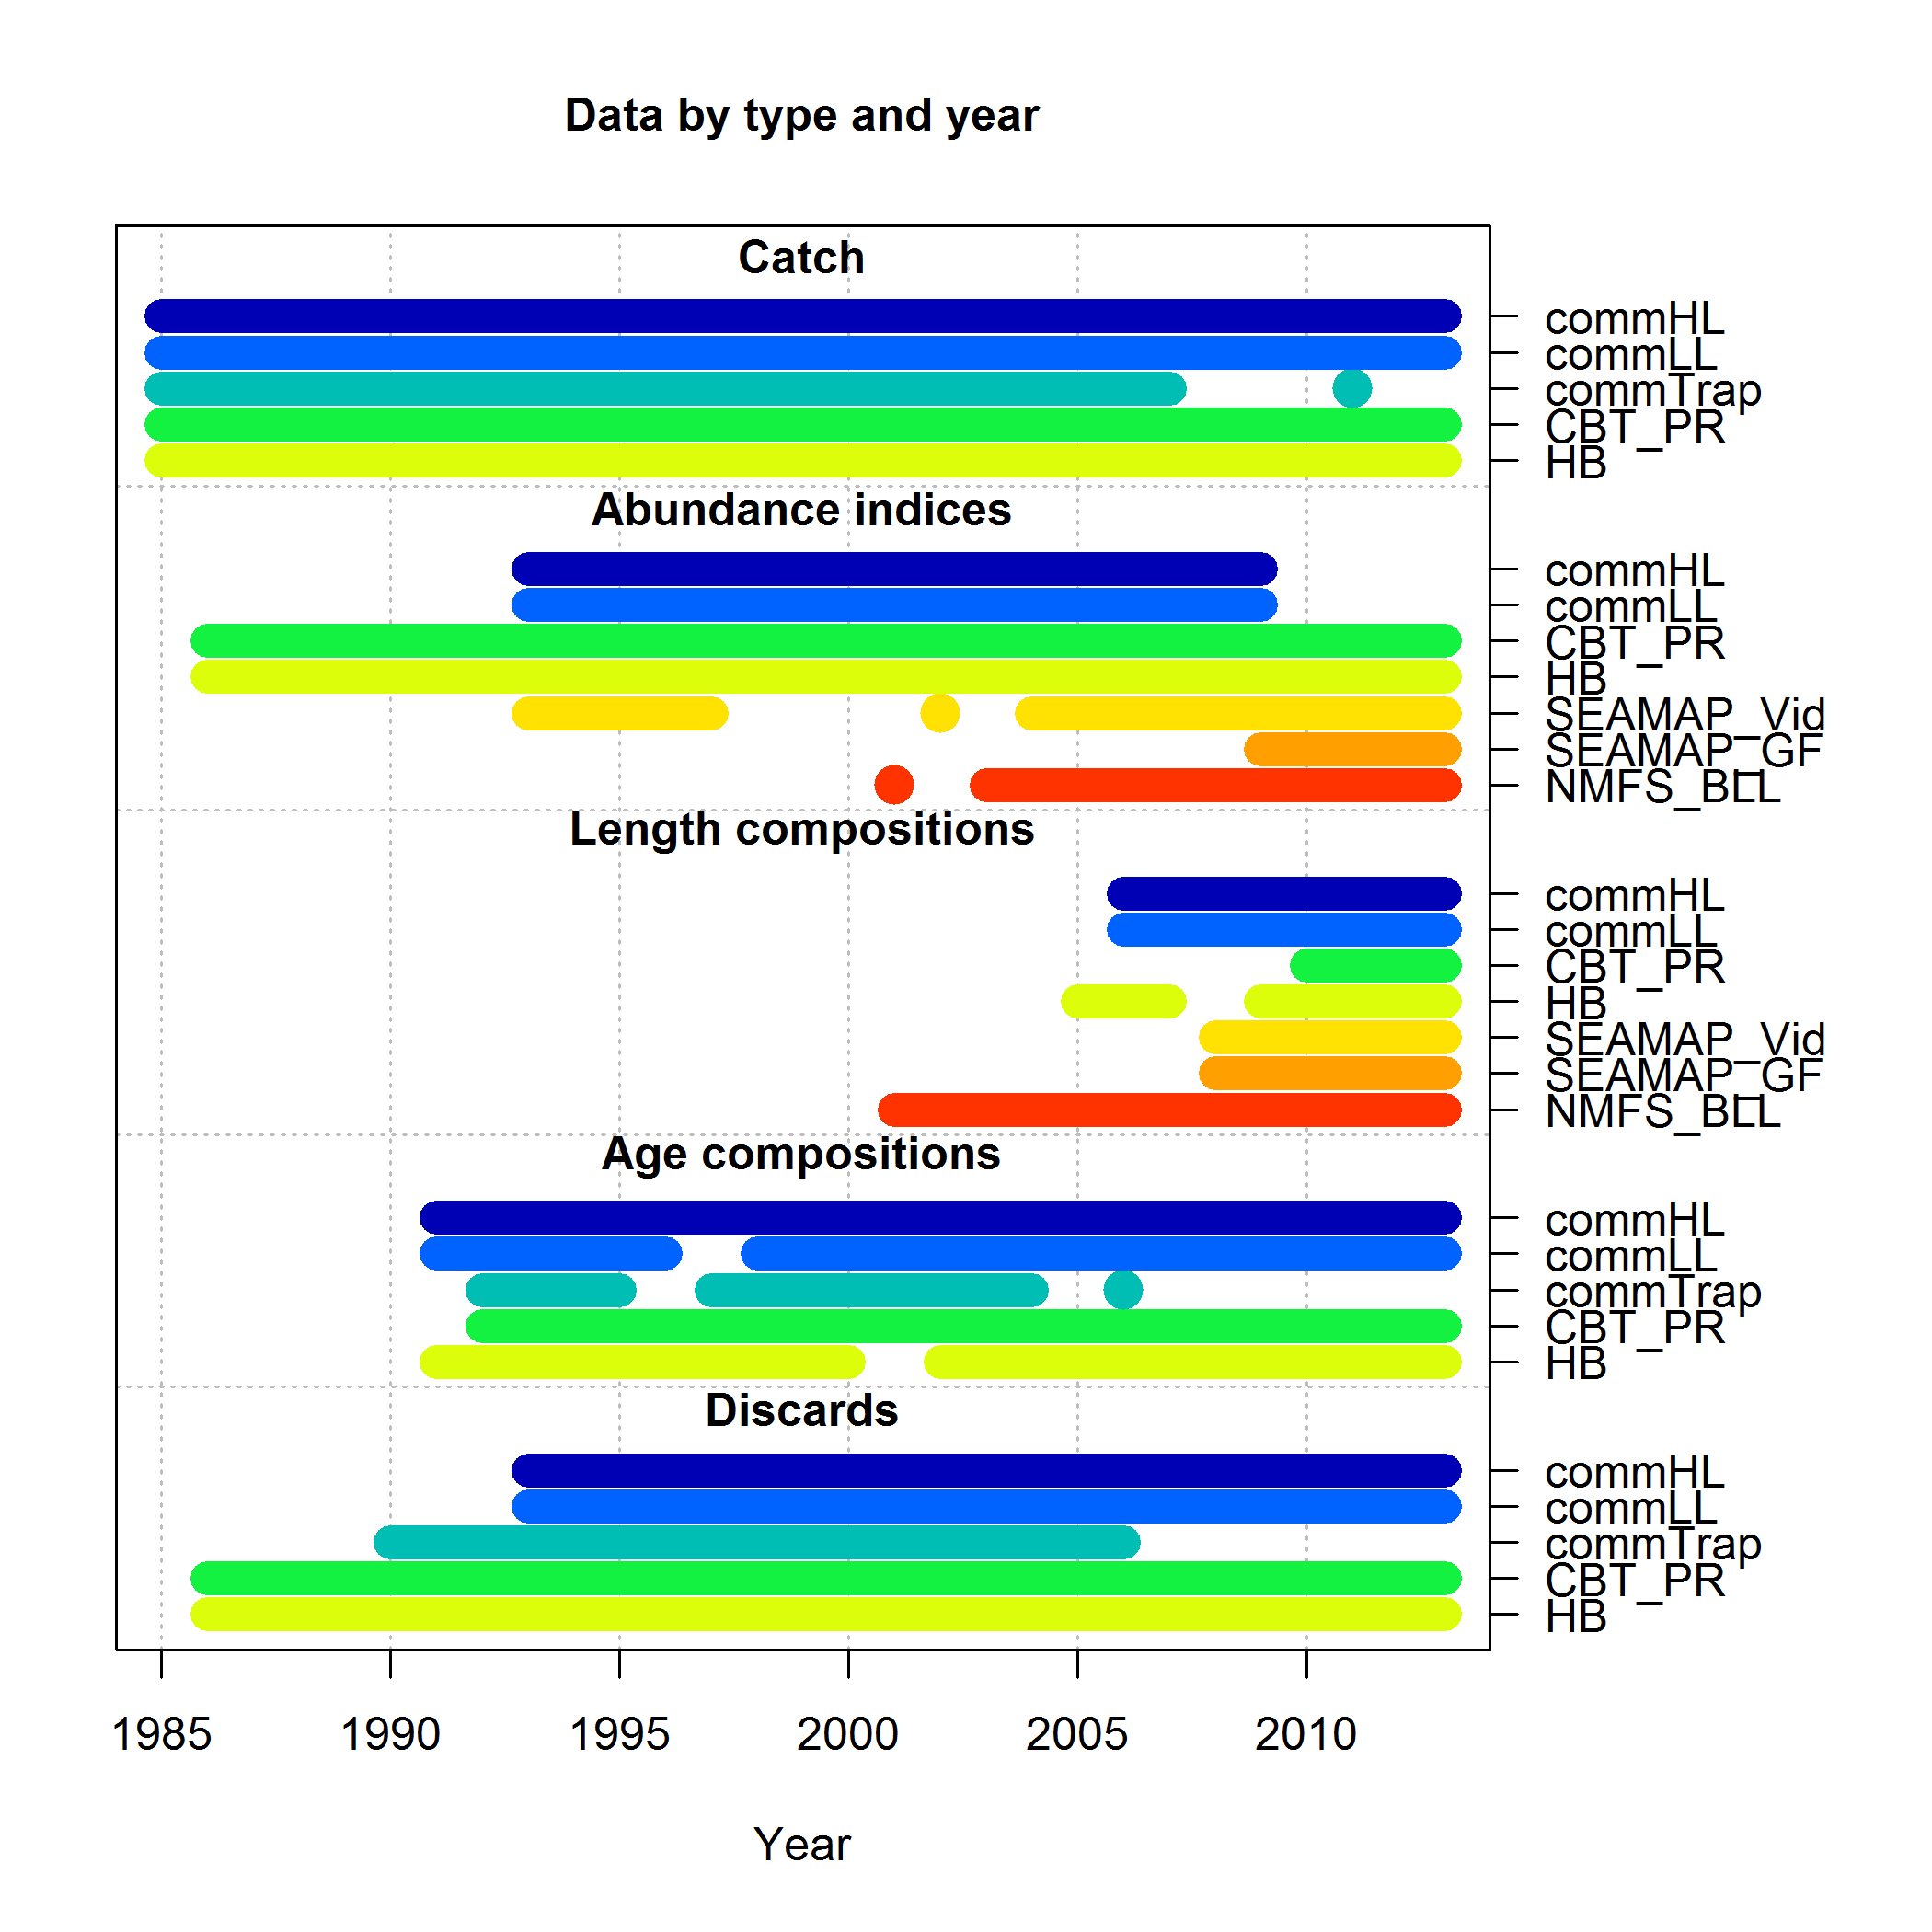 Data by type and year
Catch
commHL
commLL
commTrap
CBT_PR
HB
Abundance indices
commHL
commLL
CBT_PR
HB
SEAMAP_Vid
SEAMAP_GF
NMFS_BLL
Length compositions
commHL
commLL
CBT_PR
HB
SEAMAP_Vid
SEAMAP_GF
NMFS_BLL
Age compositions
commHL
commLL
commTrap
CBT_PR
HB
Discards
commHL
commLL
commTrap
CBT_PR
HB
1985 1990 1995 2000 2005 2010
Year